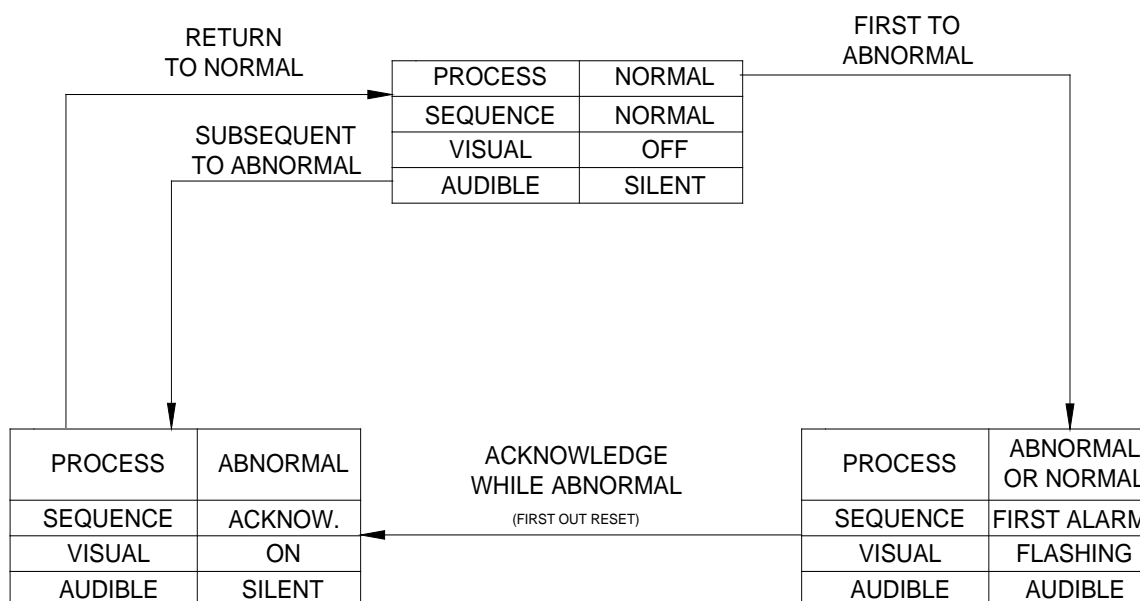 RETURN
TO NORMAL
FIRST TO
ABNORMAL
PROCESS NORMAL
SEQUENCE NORMAL
VISUAL OFF
AUDIBLE SILENT
SUBSEQUENT
TO ABNORMAL
PROCESS ABNORMAL
SEQUENCE ACKNOW.
VISUAL ON
AUDIBLE SILENT
ACKNOWLEDGE
WHILE ABNORMAL
(FIRST OUT RESET)
PROCESS ABNORMAL
OR NORMAL
SEQUENCE FIRST ALARM
VISUAL FLASHING
AUDIBLE AUDIBLE